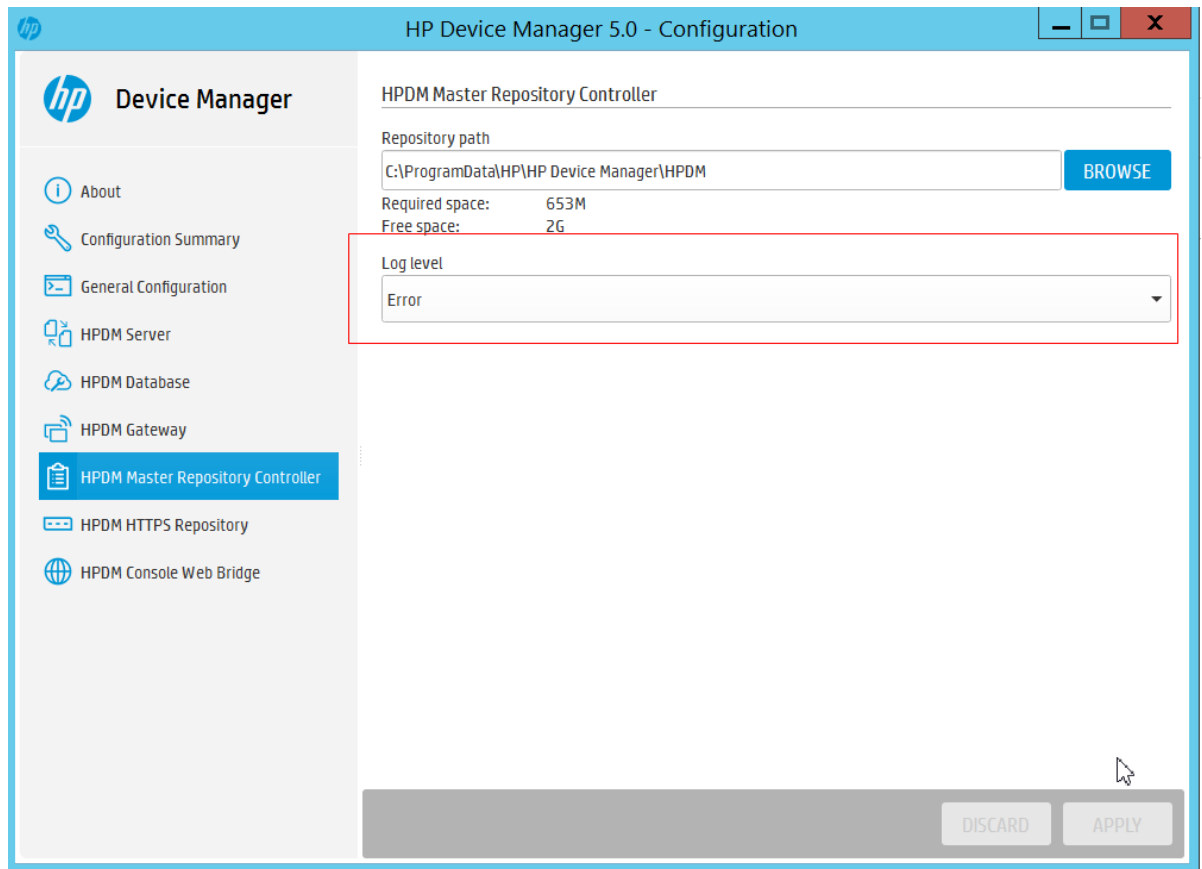 hp
HP Device Manager 5.0 - Configuration
X
hp
Device Manager
About
Configuration Summary
General Configuration
HPDM Server
HPDM Database
HPDM Gateway
HPDM Master Repository Controller
HPDM HTTPS Repository
HPDM Console Web Bridge
HPDM Master Repository Controller
Repository path
C:\ProgramData\HP\HP Device Manager\HPDM
BROWSE
Required space: 653M
Free space: 2G
Log level
Error
DISCARD
APPLY